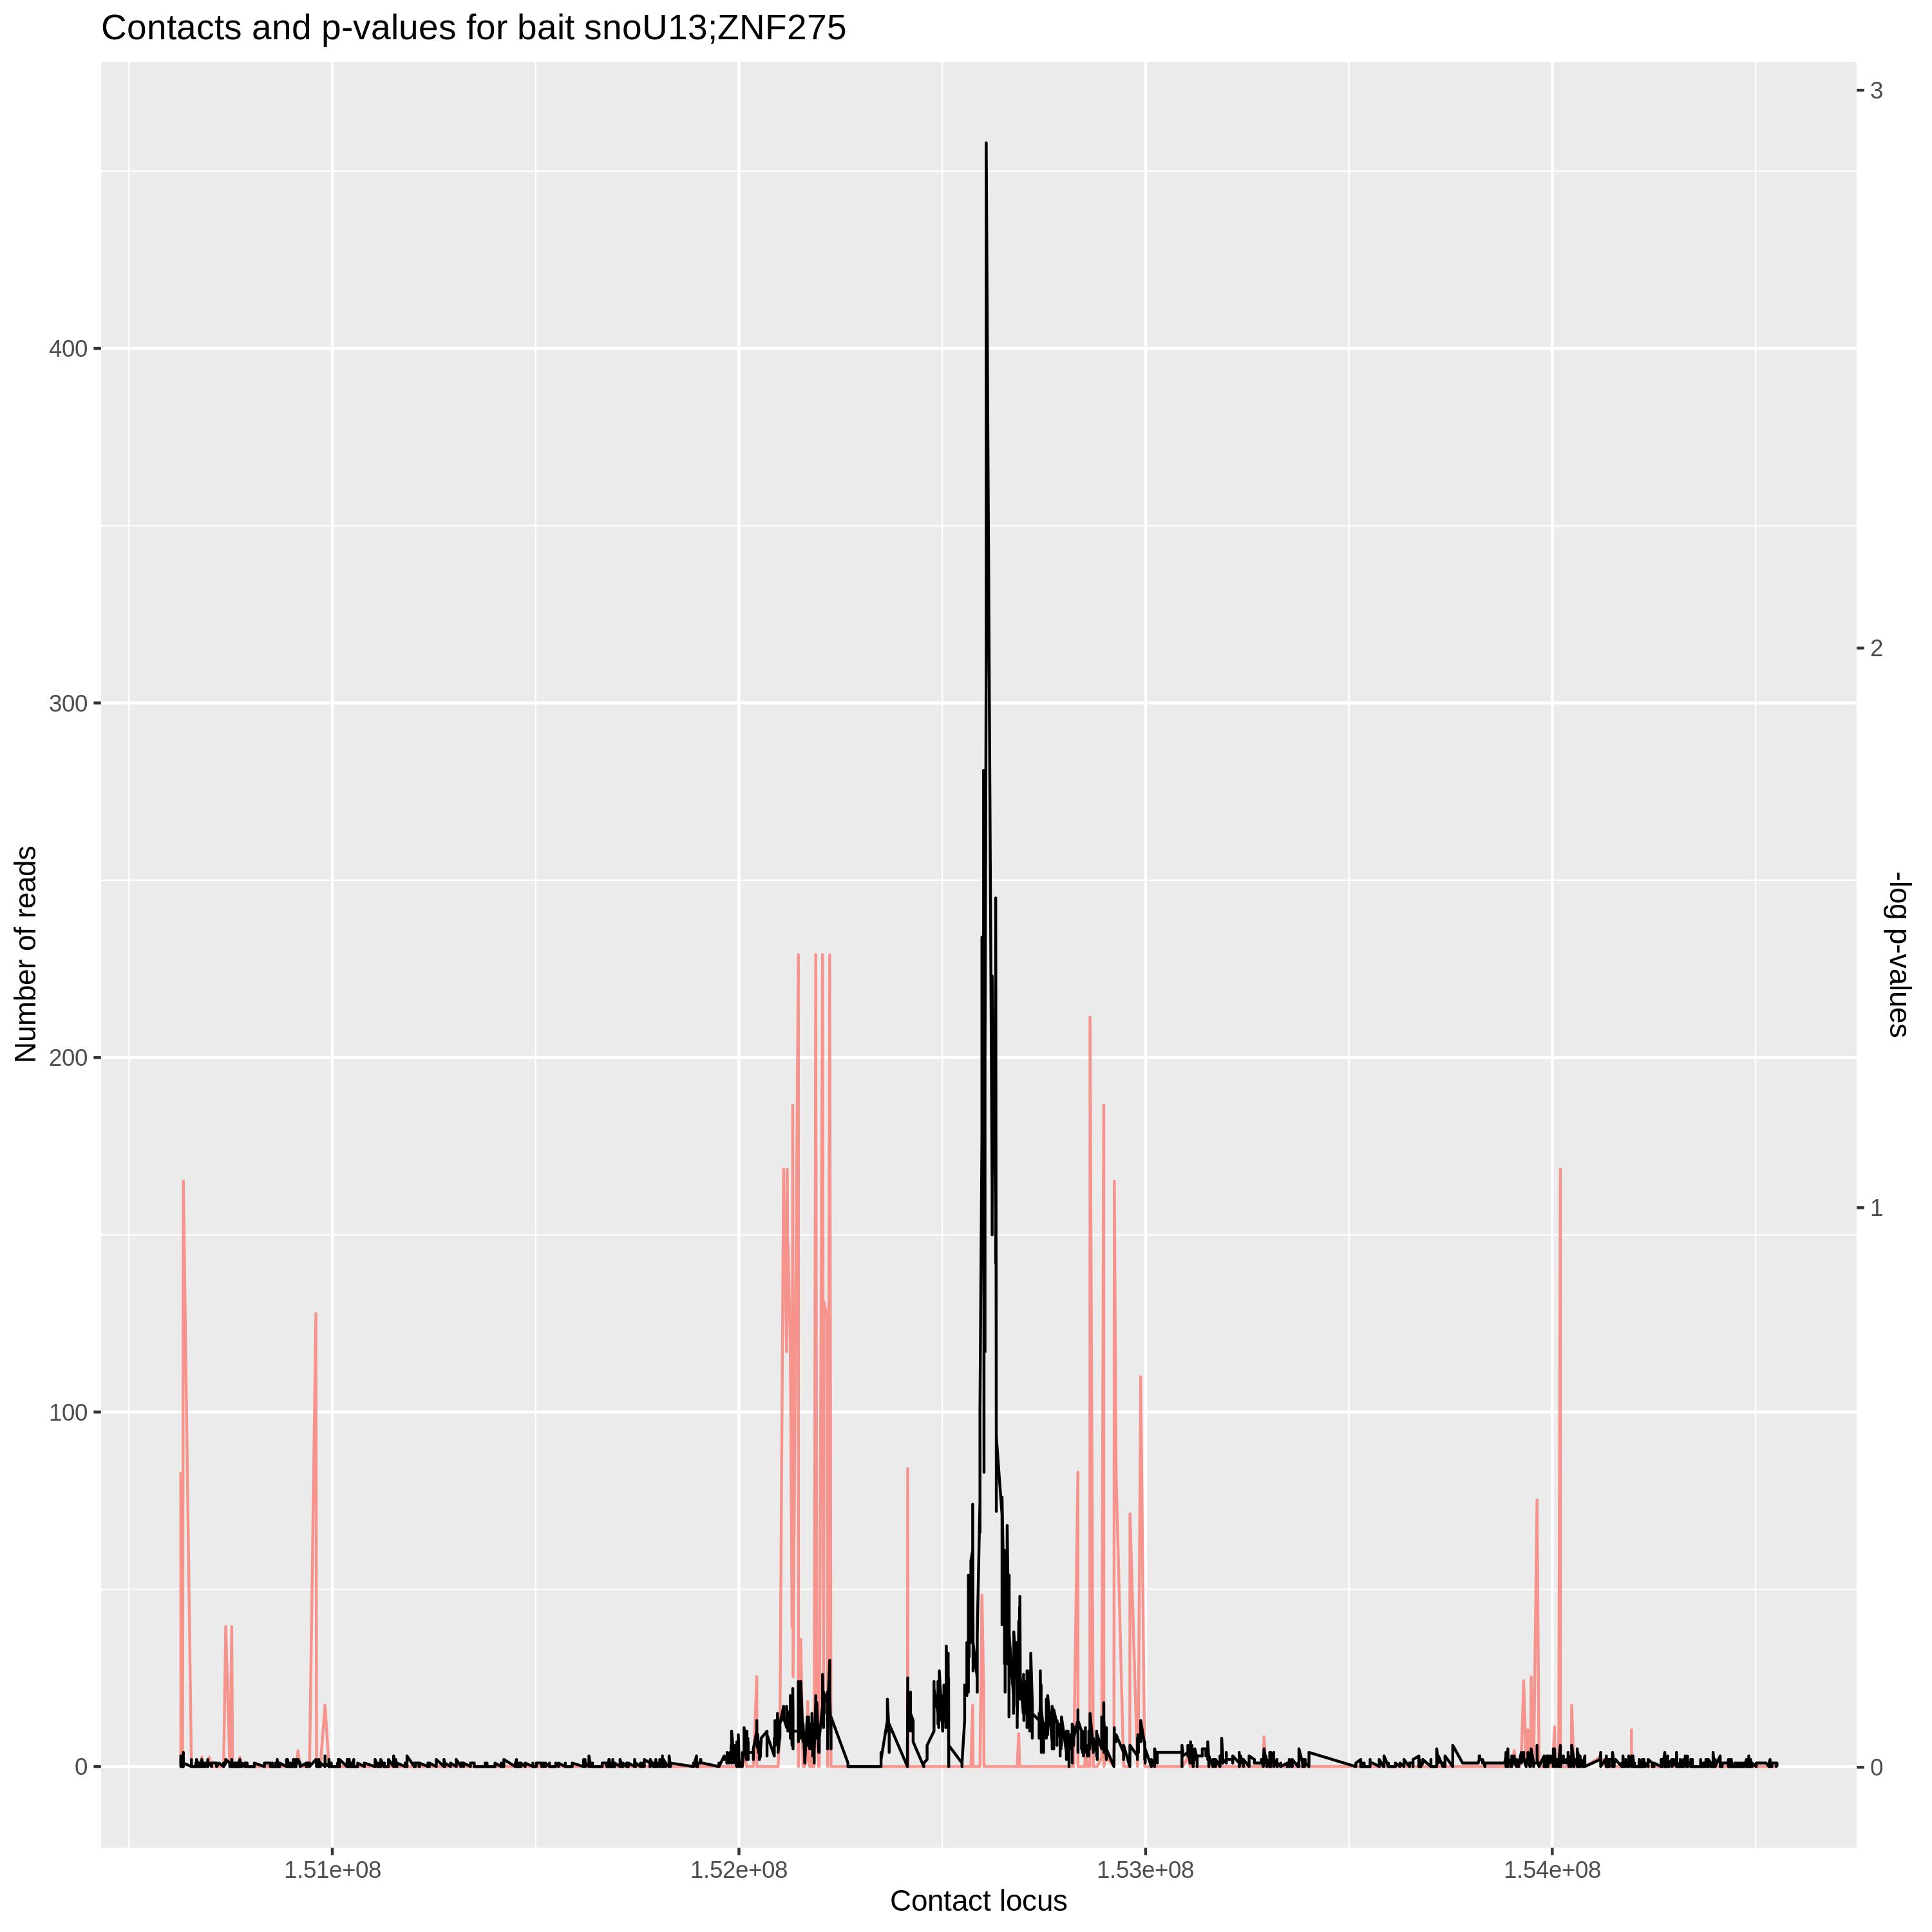 Contacts and p-values for bait snoU13;ZNF275
Number of reads
400
300
200
100
0
3
2
1
0
-log p-values
1.51e+08 1.52e+08 1.53e+08 1.54e+08
Contact locus